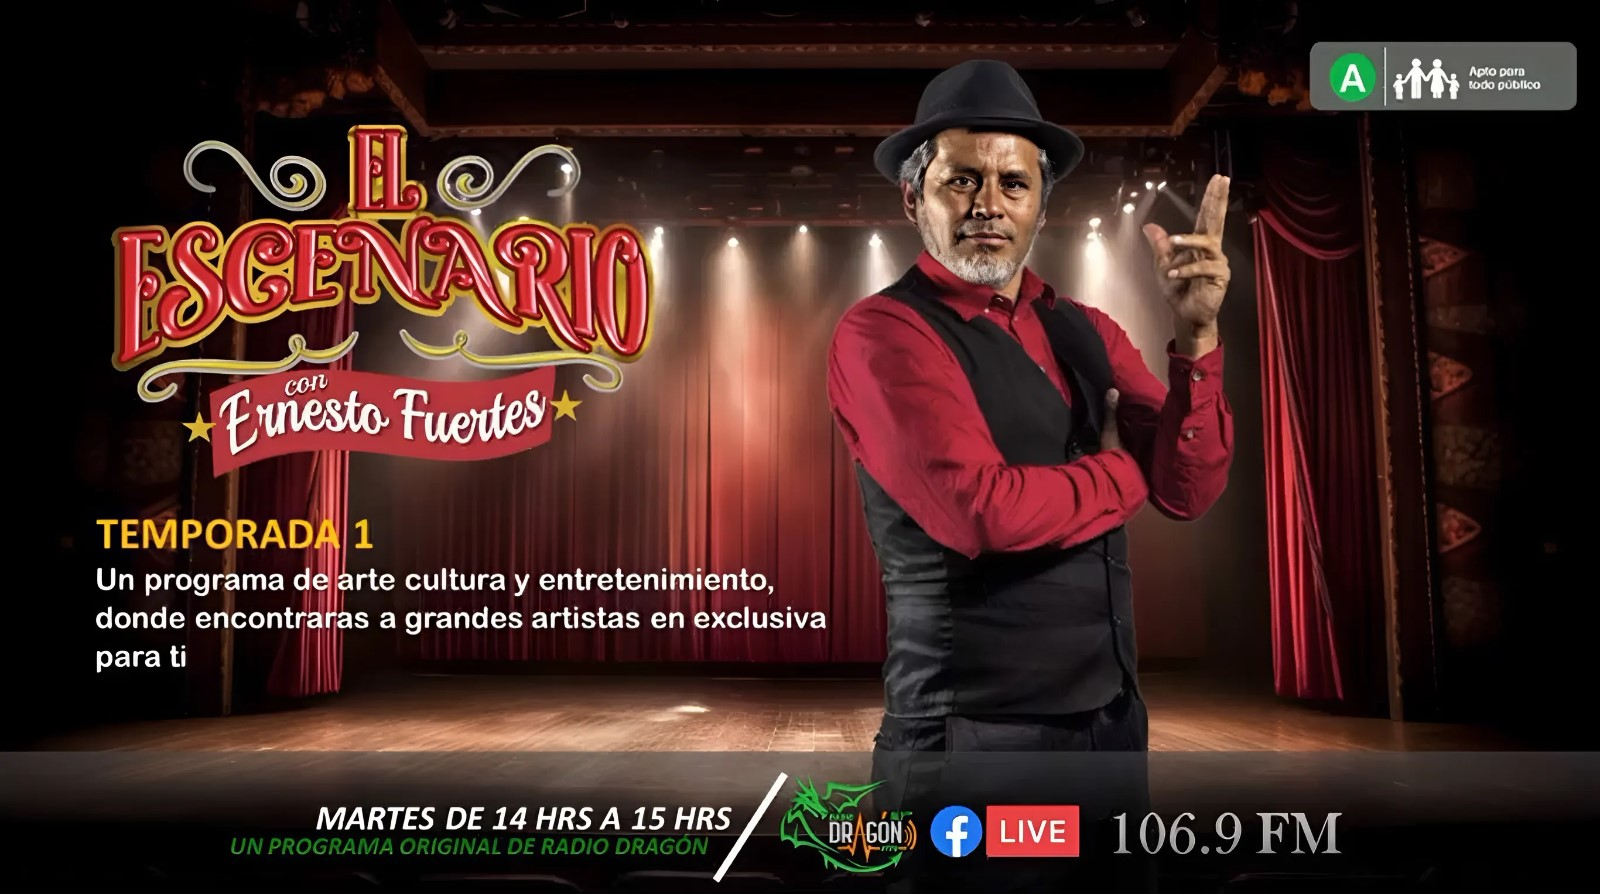 A
Apto para
todo público
EL
ESCENARIO
con
Ernesto Fuertes
TEMPORADA 1
Un programa de arte cultura y entretenimiento,
donde encontraras a grandes artistas en exclusiva
para ti
MARTES DE 14 HRS A 15 HRS
UN PROGRAMA ORIGINAL DE RADIO DRAGÓN
DRAGÓN
f LIVE
106.9 FM